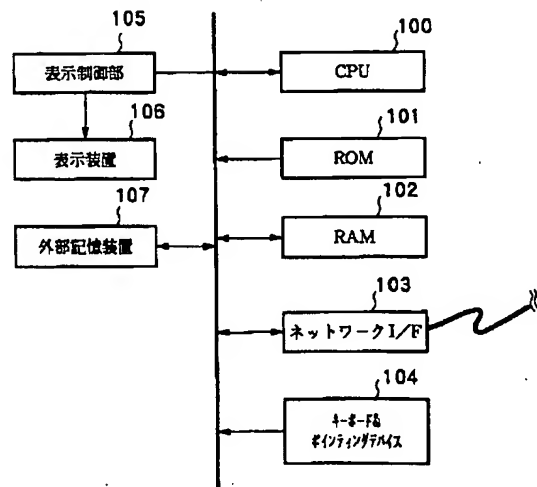 105
表示制御部
106
表示装置
107
外部記憶装置
100
CPU
101
ROM
102
RAM
103
ネットワークI/F
104
キーボード&
ポインティングデバイス